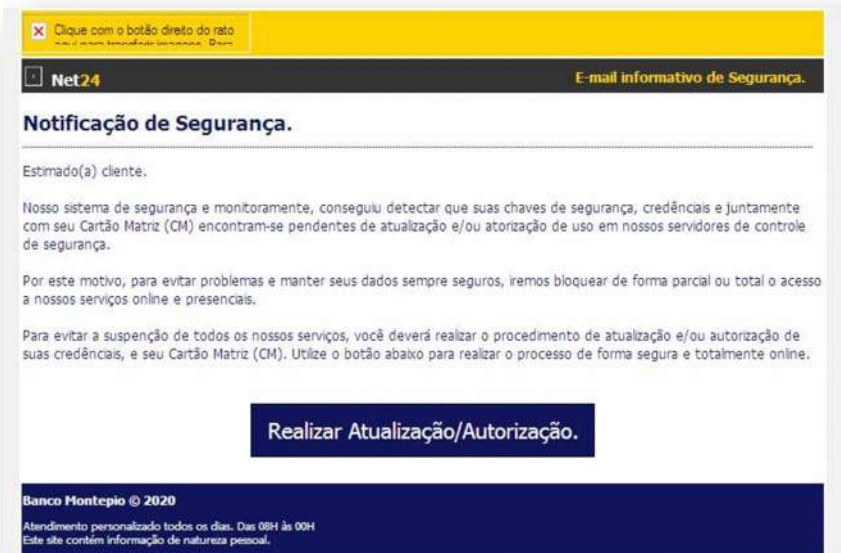 Clique com o botão direito do rato
aqui para transferir imagens. Para
Net24
E-mail informativo de Segurança.
Notificação de Segurança.
Estimado(a) cliente.
Nosso sistema de segurança e monitoramente, conseguiu detectar que suas chaves de segurança, credênciais e juntamente
com seu Cartão Matriz (CM) encontram-se pendentes de atualização e/ou atorização de uso em nossos servidores de controle
de segurança.
Por este motivo, para evitar problemas e manter seus dados sempre seguros, iremos bloquear de forma parcial ou total o acesso
a nossos serviços online e presenciais.
Para evitar a suspenção de todos os nossos serviços, você deverá realizar o procedimento de atualização e/ou autorização de
suas credênciais, e seu Cartão Matriz (CM). Utilize o botão abaixo para realizar o processo de forma segura e totalmente online.
Realizar Atualização/Autorização.
Banco Montepio © 2020
Atendimento personalizado todos os dias. Das 08H às 00H
Este site contém informação de natureza pessoal.